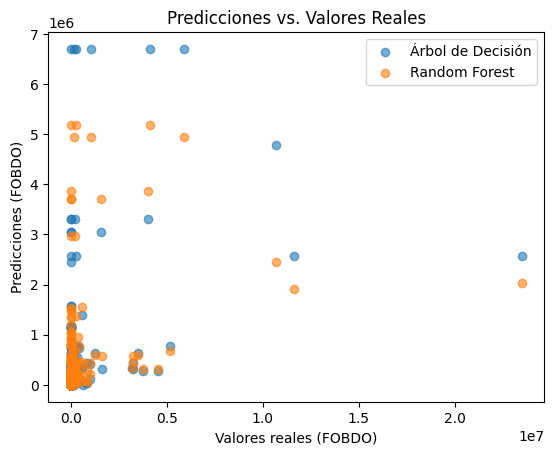 Predicciones vs. Valores Reales
1e6
7
6
5
4
3
2
1
0
Predicciones (FOBDO)
Árbol de Decisión
Random Forest
0.0 0.5 1.0 1.5 2.0
1e7
Valores reales (FOBDO)